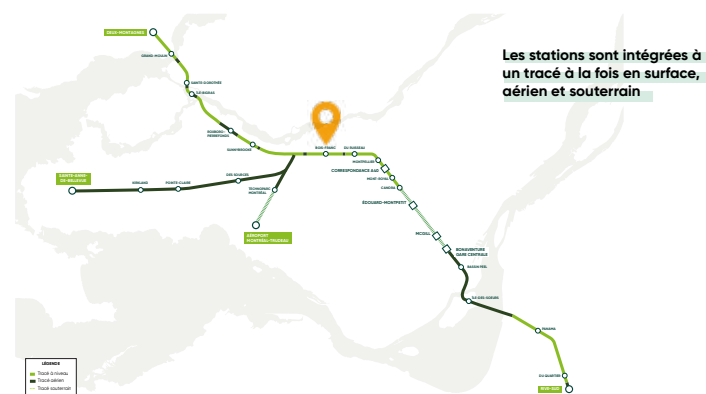 Les stations sont intégrées à
un tracé à la fois en surface,
aérien et souterrain
DEUX-MONTAGNES
GRAND-MOULIN
SAINTE-DOROTHÉE
ÎLE-BIGRAS
PIERREFONDS
SUNNYBROOKE
BOIS-FRANC
DU RUISSEAU
MONTPELLIER
CORRESPONDANCE A40
MONT-ROYAL
CANORA
ÉDOUARD-MONTPETIT
MCGILL
BONAVENTURE
GARE CENTRALE
BASSIN PEEL
ÎLE-DES-SOEURS
PANAMA
DU QUARTIER
RIVE-SUD
SAINTE-ANNE-
DE-BELLEVUE
KIRKLAND
POINTE-CLAIRE
DES SOURCES
TECHNOPARC
MONTRÉAL
AÉROPORT
MONTRÉAL-TRUDEAU
LÉGENDE
Tracé à niveau
Tracé aérien
Tracé souterrain